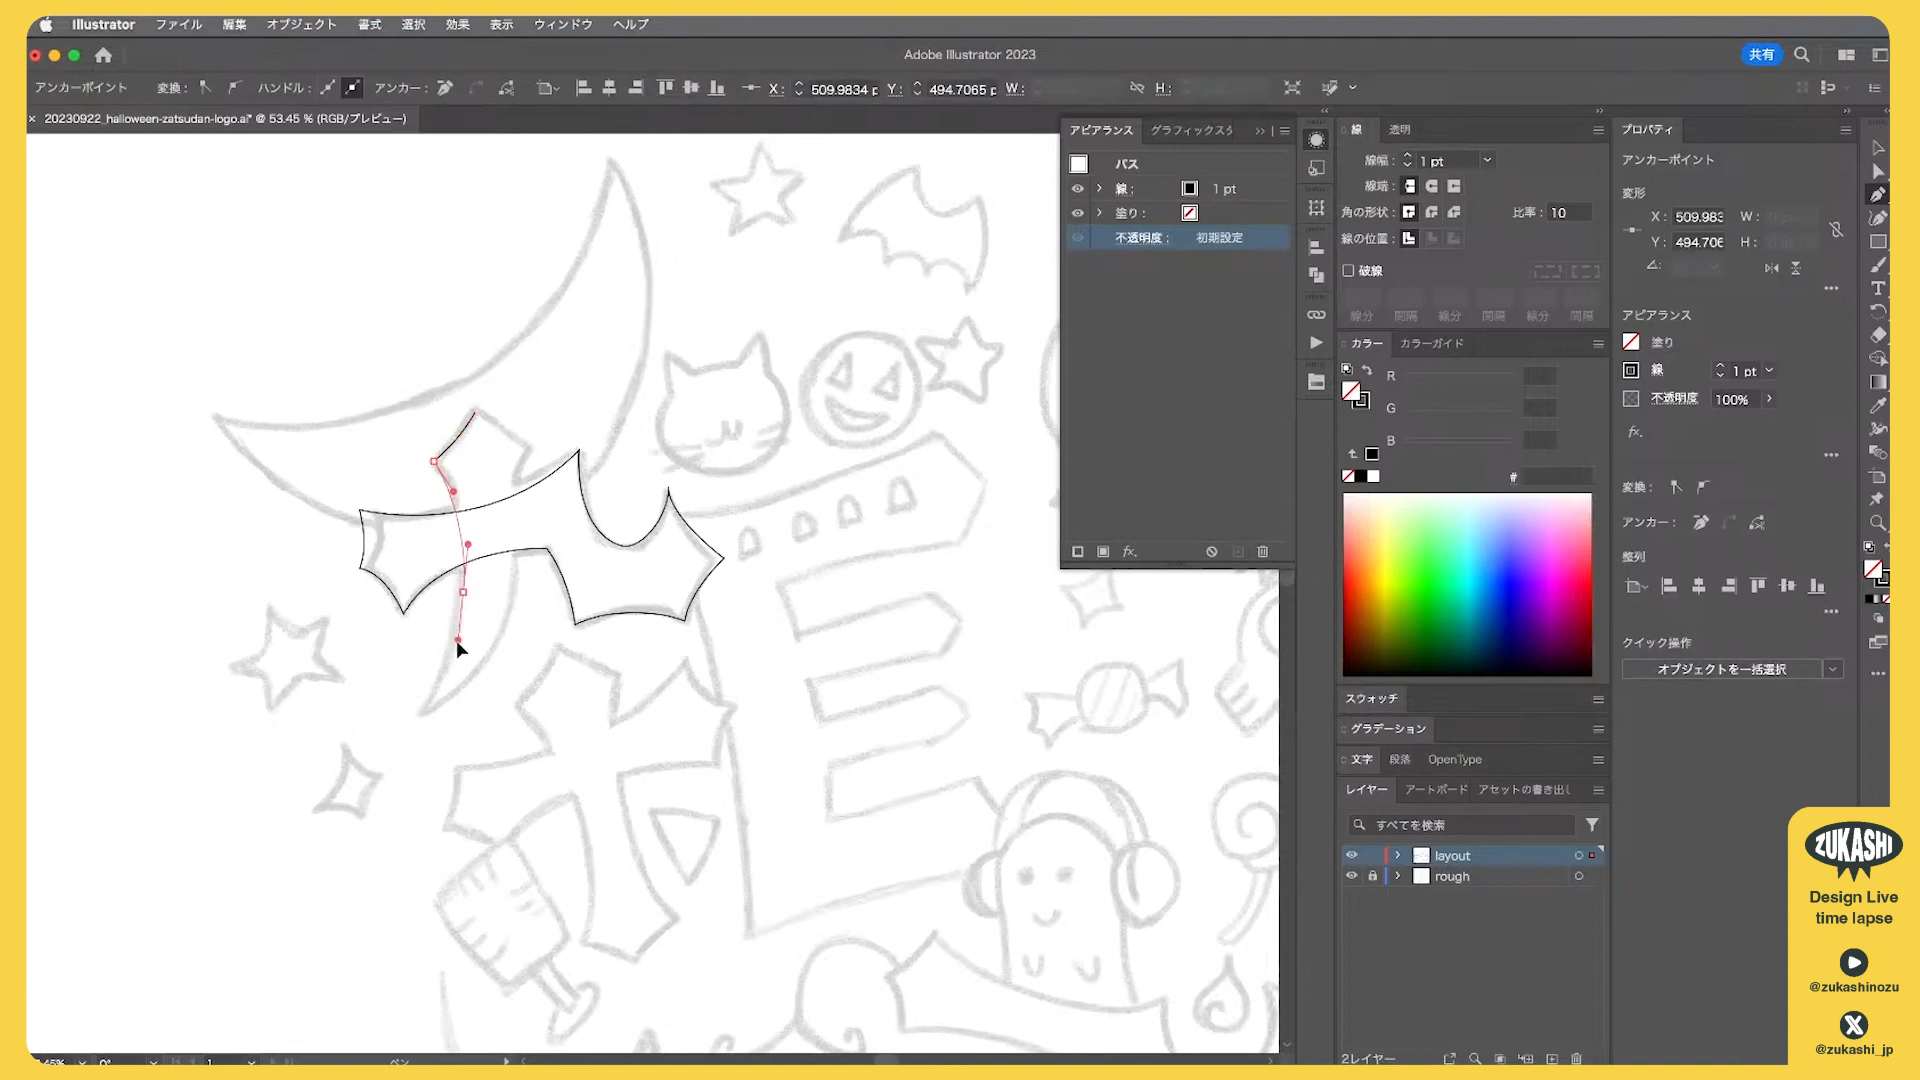 Illustrator ファイル 編集 オブジェクト 書式 選択 効果 表示 ウィンドウ ヘルプ
Adobe Illustrator 2023
共有
アンカーポイント 変換： ハンドル： アンカー： X： 509.9834 p Y： 494.7065 p W： H：
× 20230922_halloween-zatsudan-logo.ai* @ 53.45 % (RGB/プレビュー)
アピアランス グラフィックスタ
パス
線： 1 pt
塗り：
不透明度： 初期設定
fx.
線 透明
線幅： 1 pt
線端：
角の形状： 比率： 10
線の位置：
破線
線分 間隔 線分 間隔 線分 間隔
カラー カラーガイド
R
G
B
#
スウォッチ
グラデーション
文字 段落 OpenType
レイヤー アートボード アセットの書き出し
すべてを検索
layout
rough
2レイヤー
プロパティ
アンカーポイント
変形
X： 509.983 W：
Y： 494.706 H：
アピアランス
塗り
線 1 pt
不透明度 100%
fx.
変換：
アンカー：
整列
クイック操作
オブジェクトを一括選択
ペン
ZUKASHI
Design Live
time lapse
@zukashinozu
@zukashi_jp